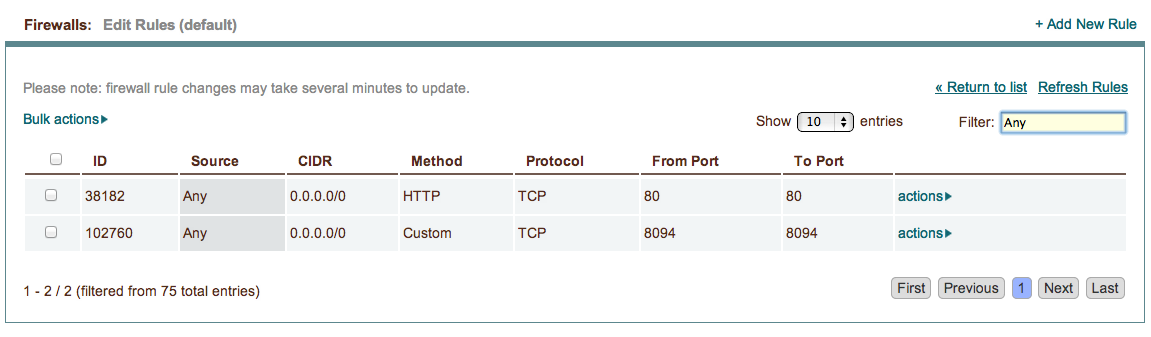 Firewalls: Edit Rules (default) + Add New Rule
Please note: firewall rule changes may take several minutes to update. « Return to list Refresh Rules
Bulk actions▸ Show 10 entries Filter: Any
ID Source CIDR Method Protocol From Port To Port
38182 Any 0.0.0.0/0 HTTP TCP 80 80 actions▸
102760 Any 0.0.0.0/0 Custom TCP 8094 8094 actions▸
1 - 2 / 2 (filtered from 75 total entries) First Previous 1 Next Last